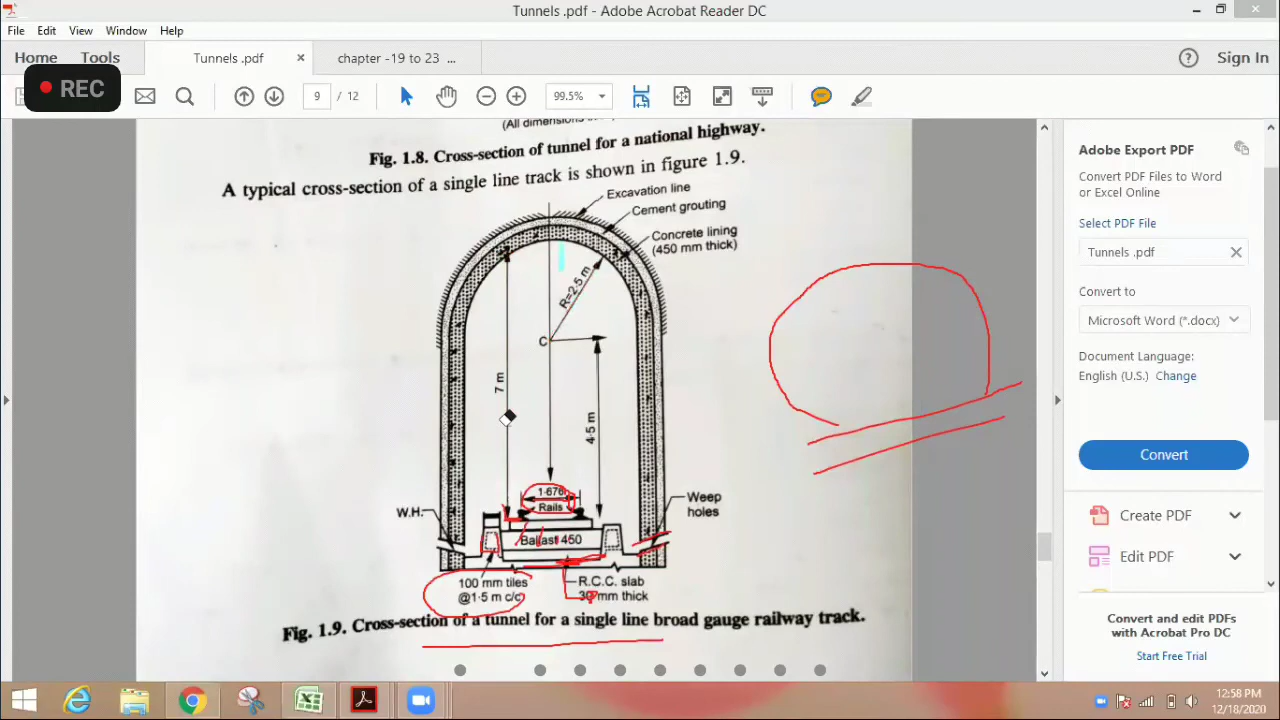 Tunnels .pdf - Adobe Acrobat Reader DC
File Edit View Window Help
Home Tools Tunnels .pdf × chapter -19 to 23 ... Sign In
REC
9 / 12 99.5%
(All dimensions
Fig. 1.8. Cross-section of tunnel for a national highway.
A typical cross-section of a single line track is shown in figure 1.9.
Excavation line
Cement grouting
Concrete lining
(450 mm thick)
R=2·5 m
C
7 m
4·5 m
1·676
Rails
W.H.
Weep
holes
Ballast 450
100 mm tiles
@1·5 m c/c
R.C.C. slab
mm thick
Fig. 1.9. Cross-section of a tunnel for a single line broad gauge railway track.
Adobe Export PDF
Convert PDF Files to Word
or Excel Online
Select PDF File
Tunnels .pdf
Convert to
Microsoft Word (*.docx)
Document Language:
English (U.S.) Change
Convert
Create PDF
Edit PDF
Convert and edit PDFs
with Acrobat Pro DC
Start Free Trial
12:58 PM
12/18/2020